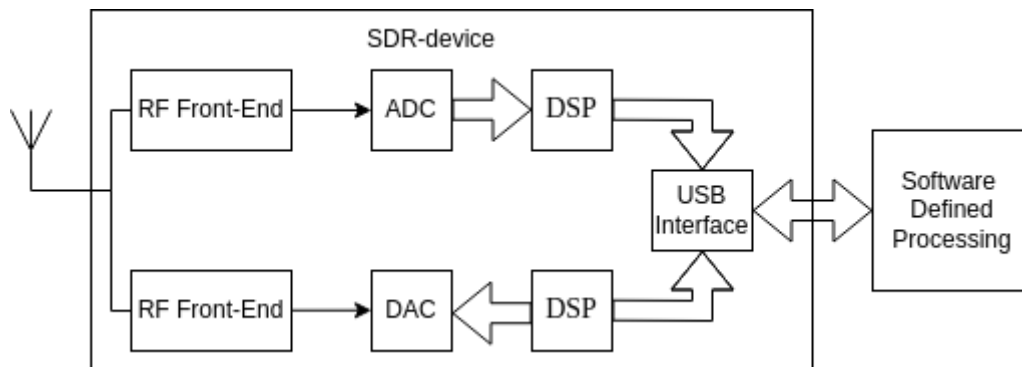 SDR-device
RF Front-End
ADC
DSP
USB
Interface
Software
Defined
Processing
RF Front-End
DAC
DSP